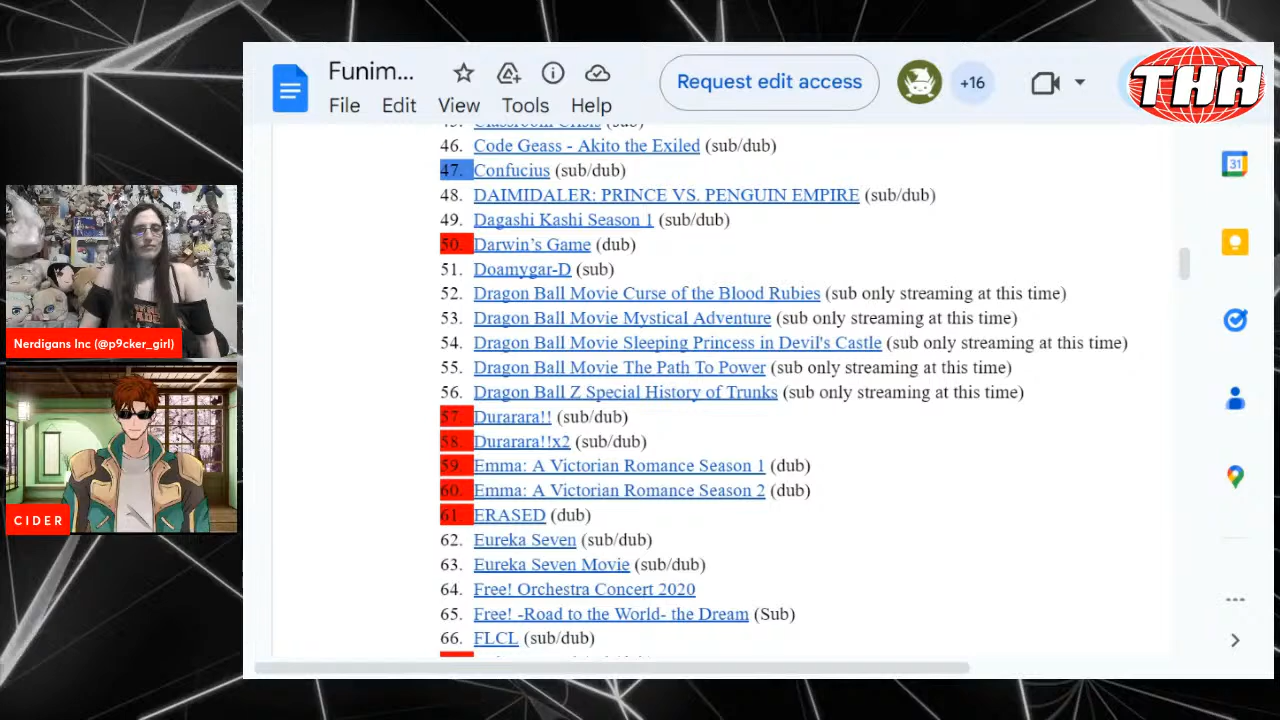 Funim...
Request edit access
+16
THH
File Edit View Tools Help
45. Classroom Crisis (sub)
46. Code Geass - Akito the Exiled (sub/dub)
47. Confucius (sub/dub)
48. DAIMIDALER: PRINCE VS. PENGUIN EMPIRE (sub/dub)
49. Dagashi Kashi Season 1 (sub/dub)
50. Darwin's Game (dub)
51. Doamygar-D (sub)
52. Dragon Ball Movie Curse of the Blood Rubies (sub only streaming at this time)
53. Dragon Ball Movie Mystical Adventure (sub only streaming at this time)
54. Dragon Ball Movie Sleeping Princess in Devil's Castle (sub only streaming at this time)
55. Dragon Ball Movie The Path To Power (sub only streaming at this time)
56. Dragon Ball Z Special History of Trunks (sub only streaming at this time)
57. Durarara!! (sub/dub)
58. Durarara!!x2 (sub/dub)
59. Emma: A Victorian Romance Season 1 (dub)
60. Emma: A Victorian Romance Season 2 (dub)
61. ERASED (dub)
62. Eureka Seven (sub/dub)
63. Eureka Seven Movie (sub/dub)
64. Free! Orchestra Concert 2020
65. Free! -Road to the World- the Dream (Sub)
66. FLCL (sub/dub)
31
Nerdigans Inc (@p9cker_girl)
CIDER